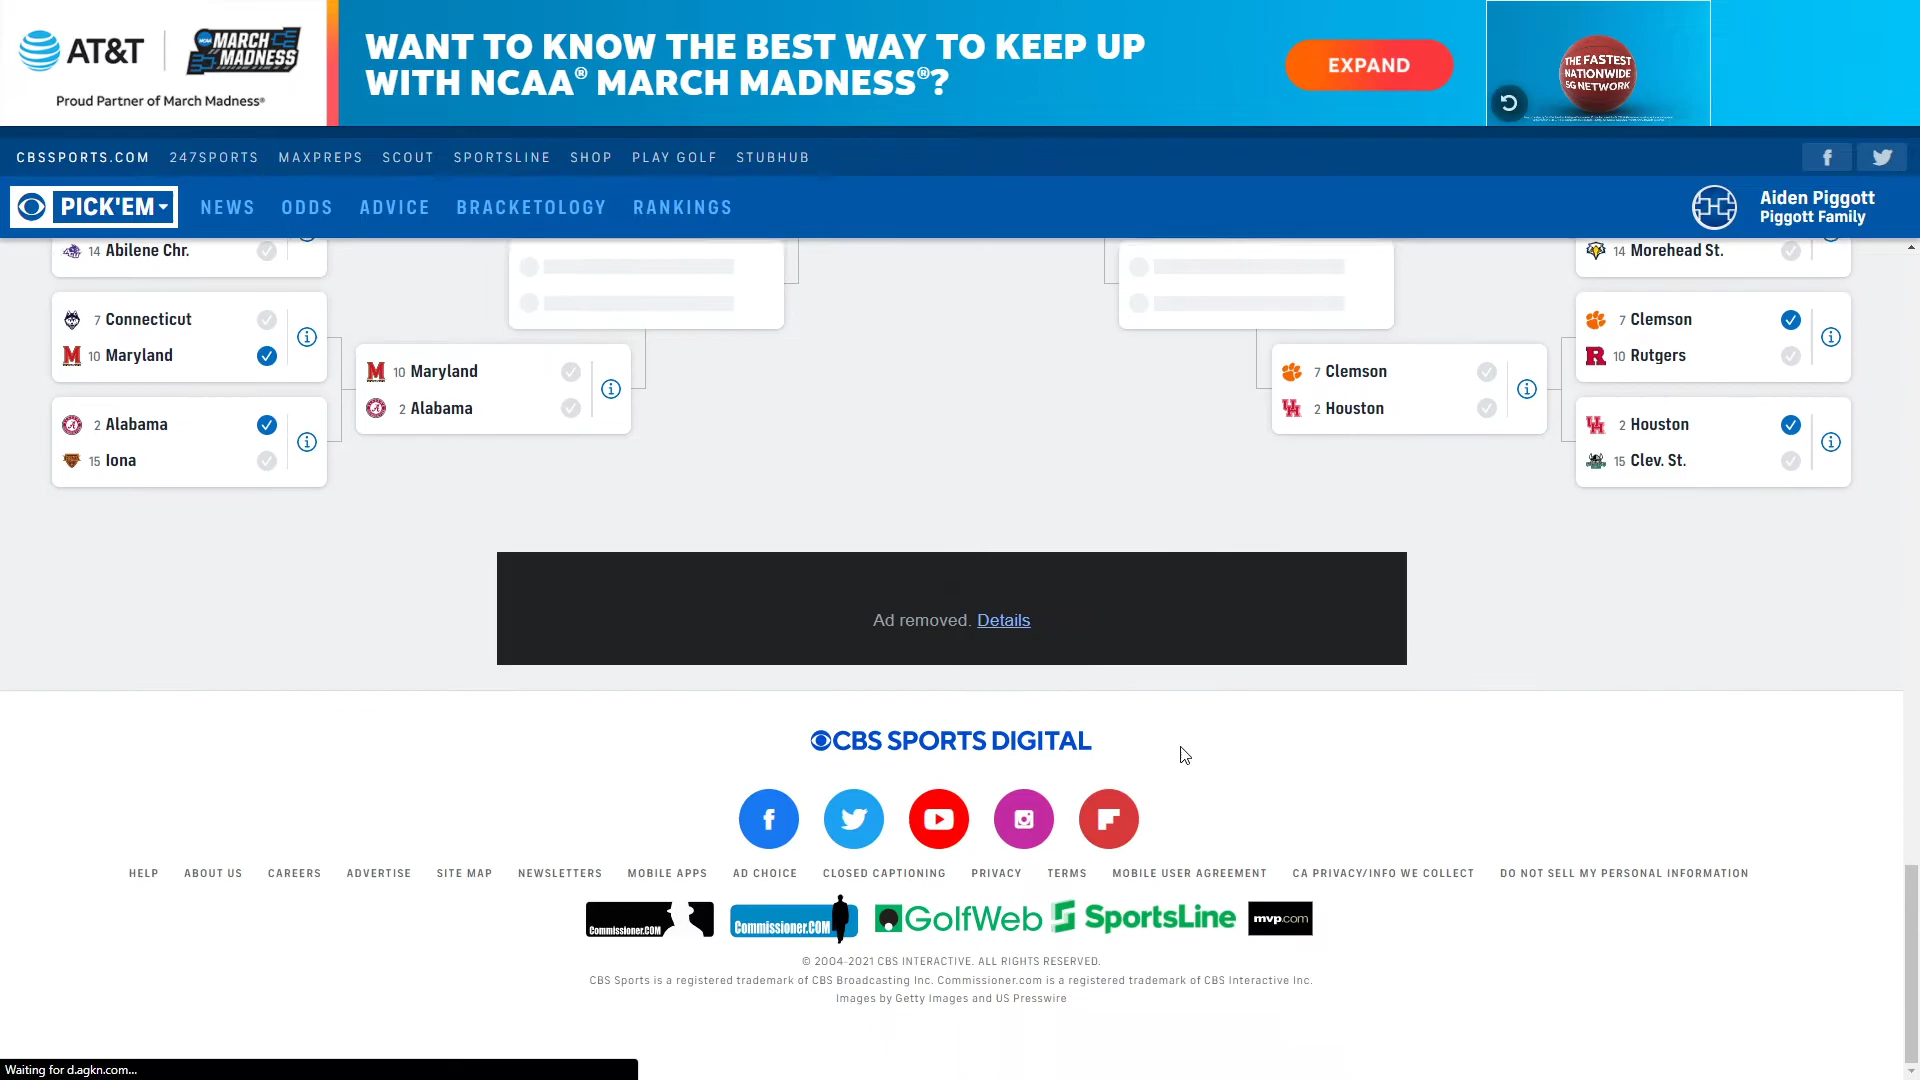 AT&T
NCAA MARCH MADNESS
Proud Partner of March Madness®
WANT TO KNOW THE BEST WAY TO KEEP UP
WITH NCAA® MARCH MADNESS®?
EXPAND
THE FASTEST
NATIONWIDE
5G NETWORK
CBSSPORTS.COM 247SPORTS MAXPREPS SCOUT SPORTSLINE SHOP PLAY GOLF STUBHUB
PICK'EM NEWS ODDS ADVICE BRACKETOLOGY RANKINGS
Aiden Piggott
Piggott Family
14 Abilene Chr.
14 Morehead St.
7 Connecticut
10 Maryland
7 Clemson
10 Rutgers
10 Maryland
2 Alabama
7 Clemson
2 Houston
2 Alabama
15 Iona
2 Houston
15 Clev. St.
Ad removed. Details
CBS SPORTS DIGITAL
HELP ABOUT US CAREERS ADVERTISE SITE MAP NEWSLETTERS MOBILE APPS AD CHOICE CLOSED CAPTIONING PRIVACY TERMS MOBILE USER AGREEMENT CA PRIVACY/INFO WE COLLECT DO NOT SELL MY PERSONAL INFORMATION
Commissioner.COM Commissioner.COM GolfWeb SportsLine mvp.com
© 2004-2021 CBS INTERACTIVE. ALL RIGHTS RESERVED.
CBS Sports is a registered trademark of CBS Broadcasting Inc. Commissioner.com is a registered trademark of CBS Interactive Inc.
Images by Getty Images and US Presswire
Waiting for d.agkn.com...